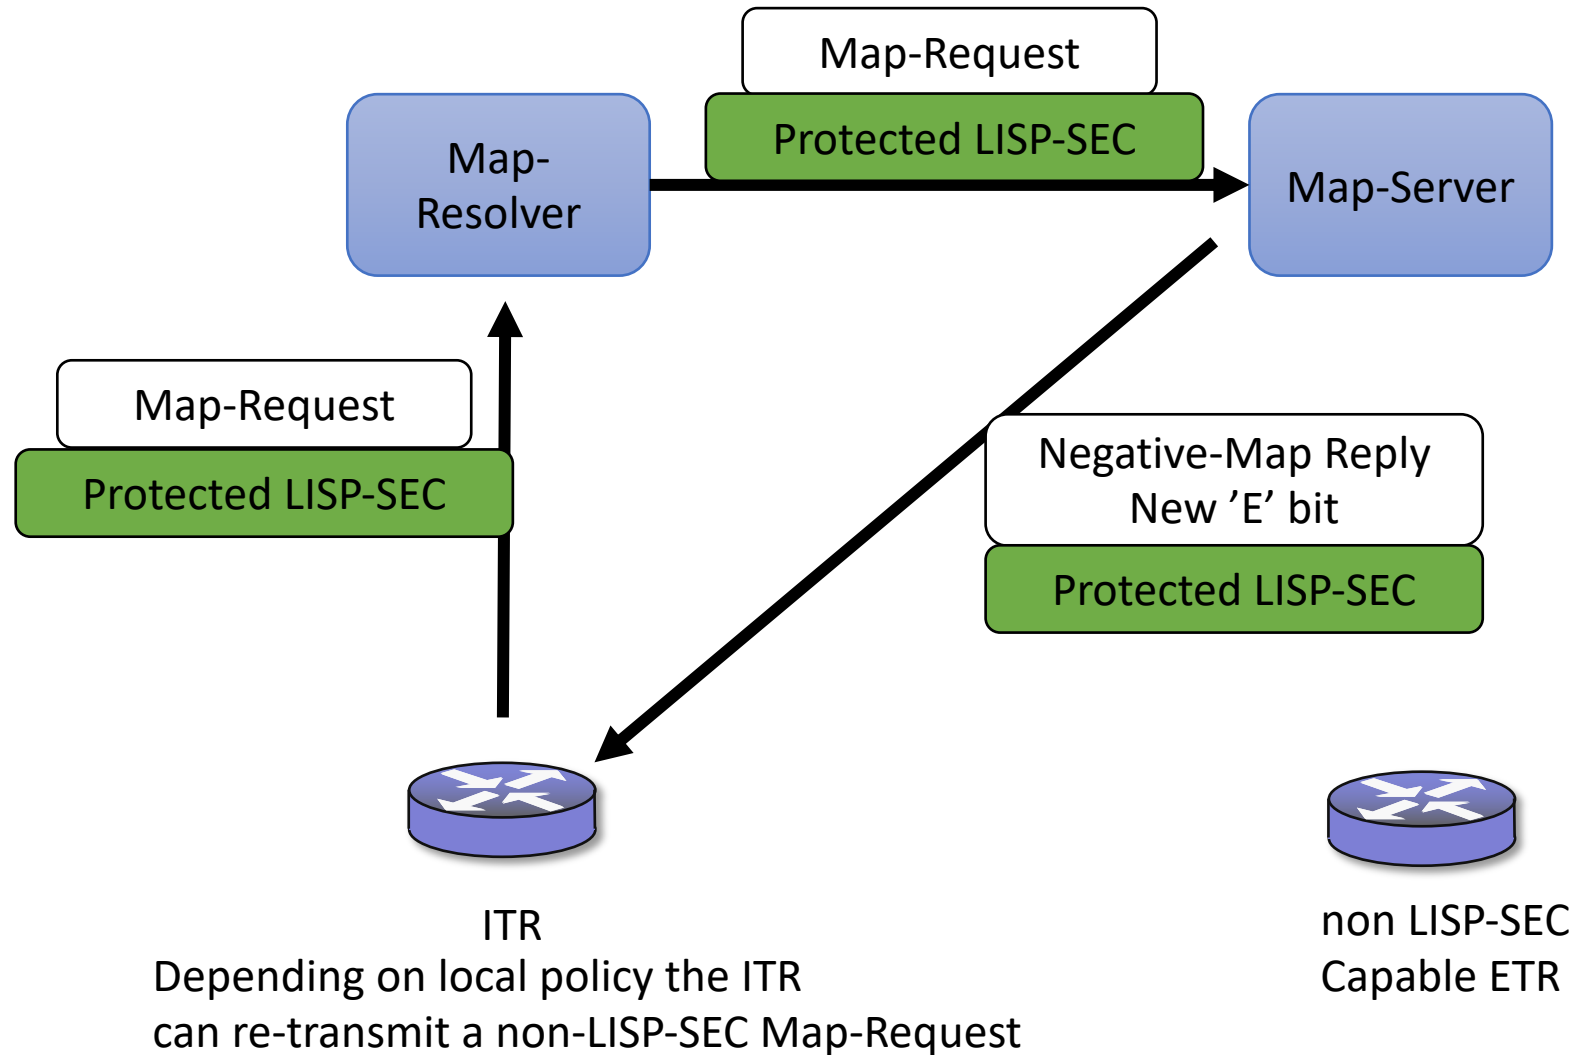 Map-Request
Protected LISP-SEC
Map-
Resolver
Map-Server
Map-Request
Protected LISP-SEC
Negative-Map Reply
New ’E’ bit
Protected LISP-SEC
ITR
Depending on local policy the ITR
can re-transmit a non-LISP-SEC Map-Request
non LISP-SEC
Capable ETR